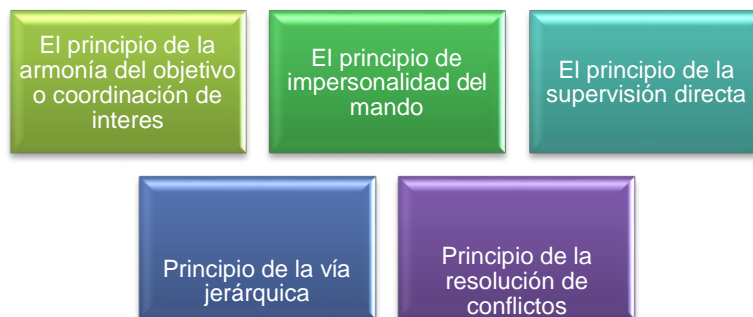 El principio de la
armonía del objetivo
o coordinación de
interes
El principio de
impersonalidad del
mando
El principio de la
supervisión directa
Principio de la vía
jerárquica
Principio de la
resolución de
conflictos